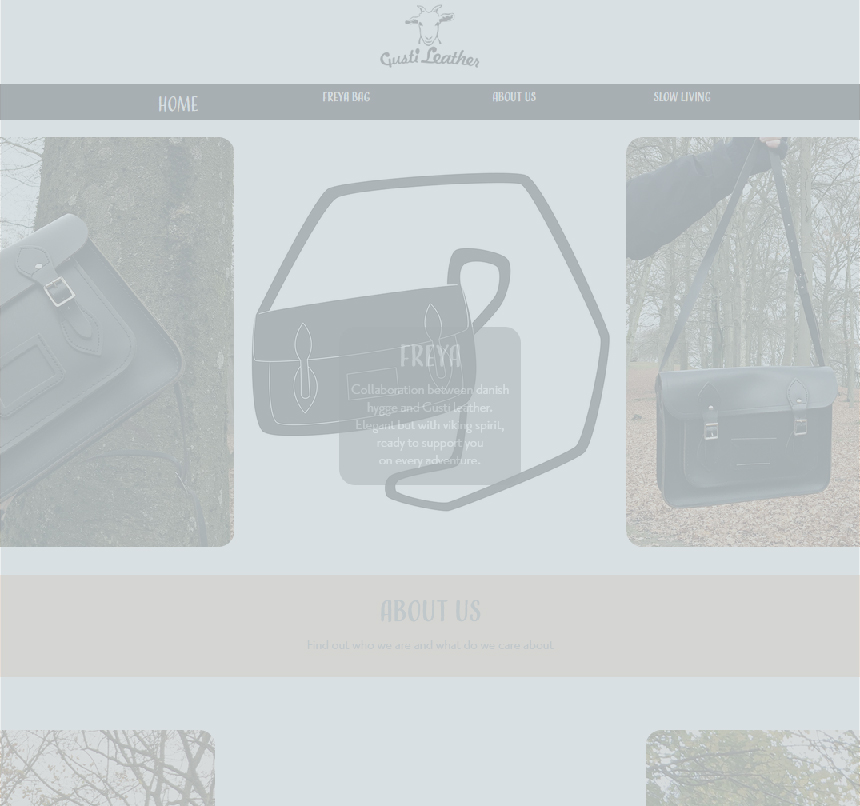 Gusti Leather
HOME
FREYA BAG
ABOUT US
SLOW LIVING
FREYA
Collaboration between danish
hygge and Gusti leather.
Elegant bot with viking spirit,
ready to support you
on every adventure.
ABOUT US
Find out who we are and what do we care about.